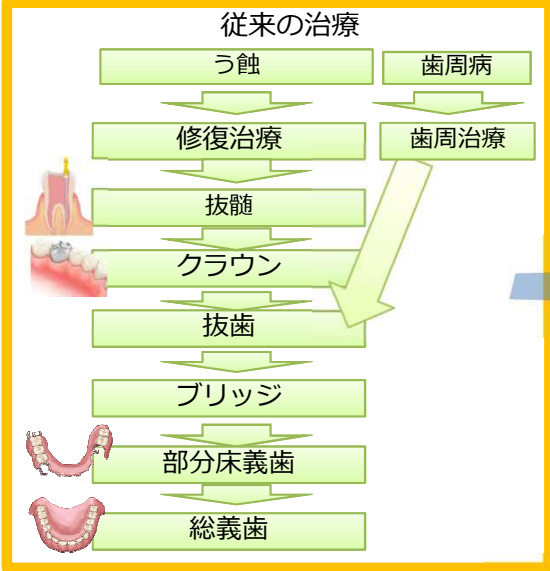 従来の治療
う蝕
歯周病
修復治療
歯周治療
抜髄
クラウン
抜歯
ブリッジ
部分床義歯
総義歯